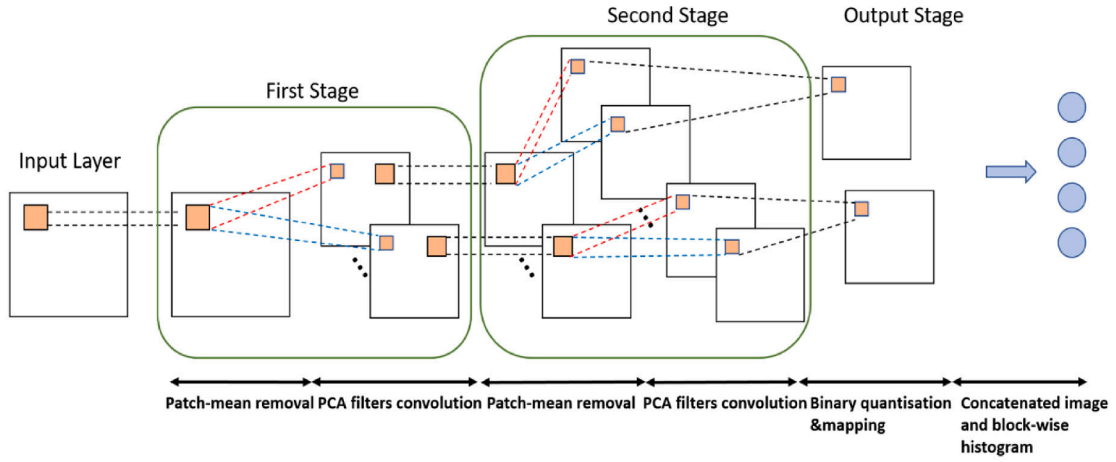 Second Stage
Output Stage
First Stage
Input Layer
Patch-mean removal
PCA filters convolution
Patch-mean removal
PCA filters convolution
Binary quantisation
&mapping
Concatenated image
and block-wise
histogram